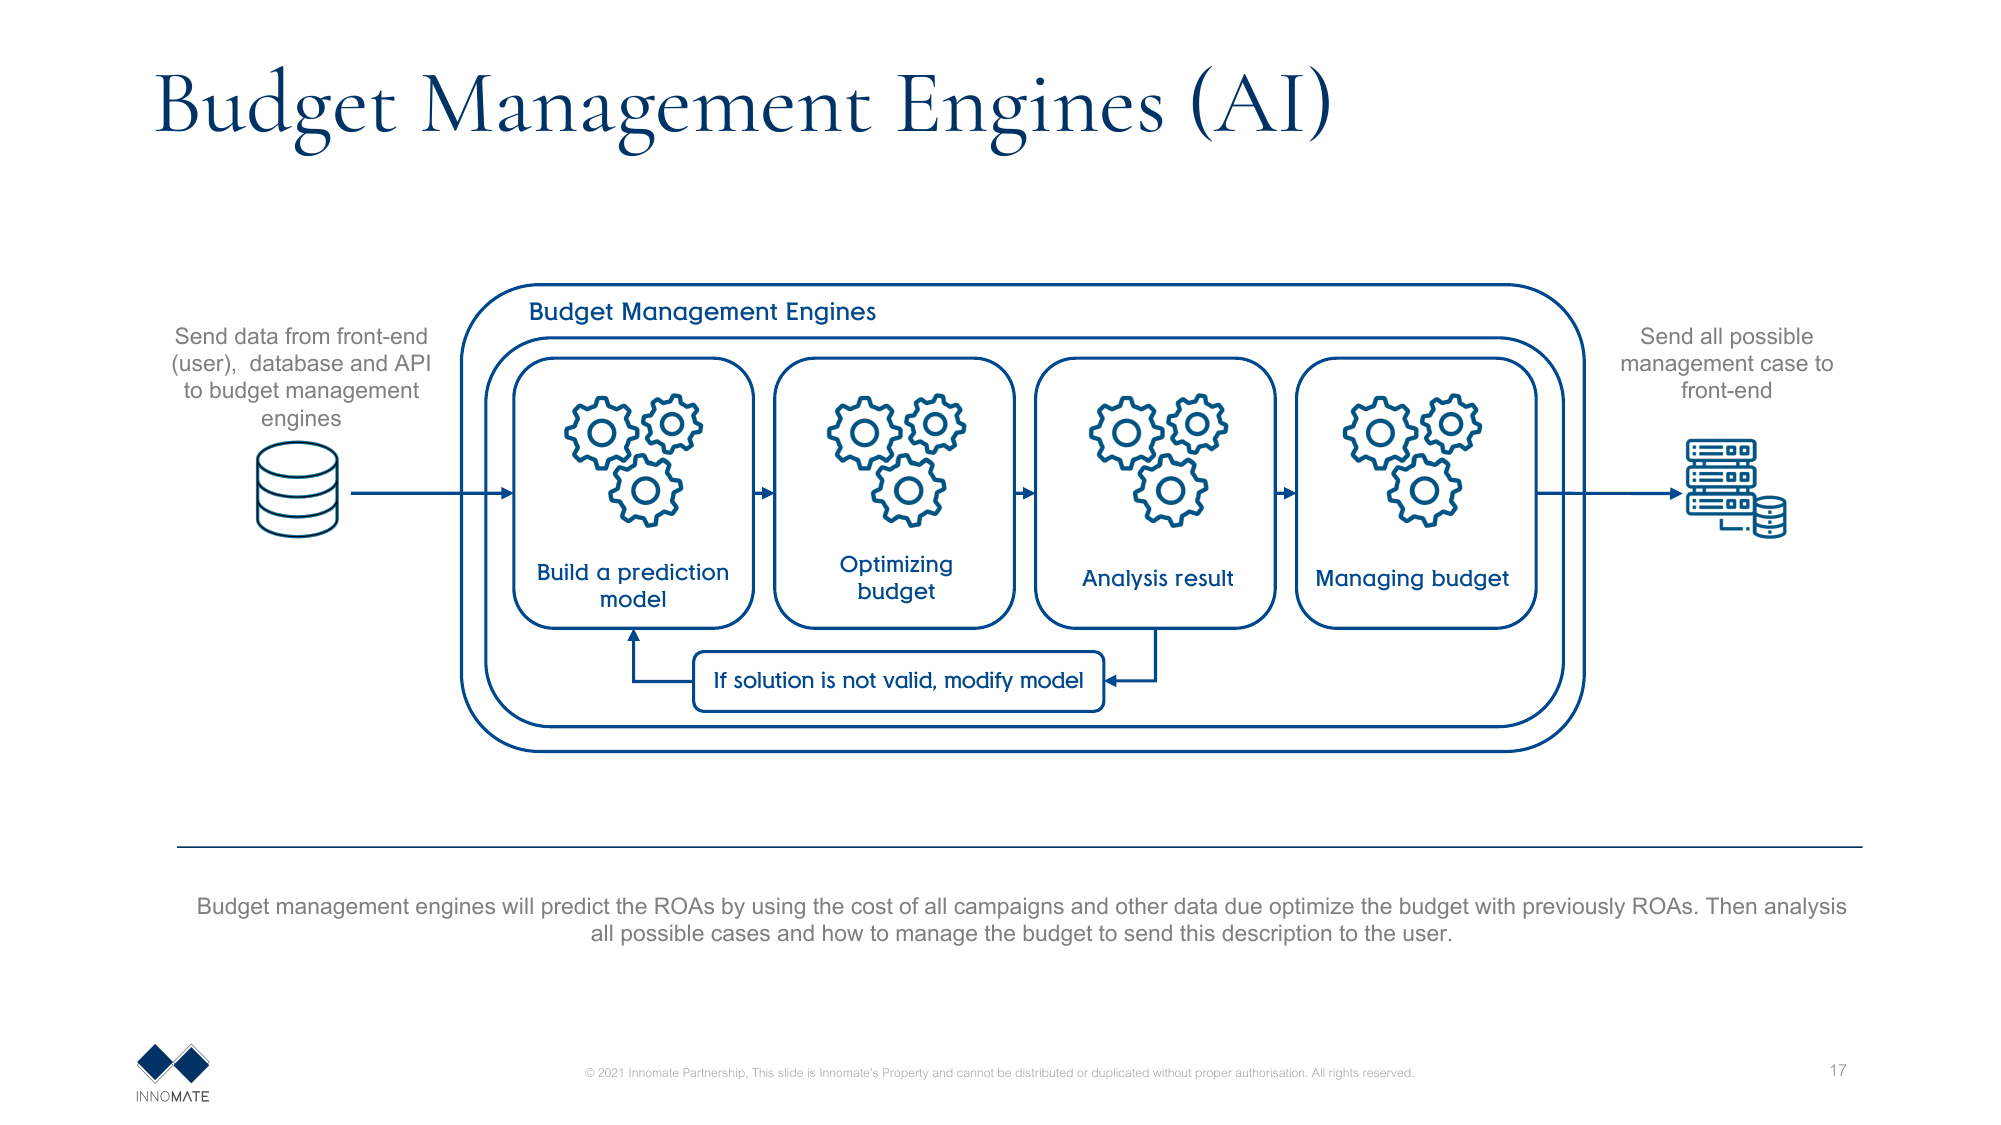 Budget Management Engines (AI)
Budget Management Engines
Send data from front-end
(user),  database and API
to budget management
engines
Send all possible
management case to
front-end
Build a prediction
model
Optimizing
budget
Analysis result
Managing budget
If solution is not valid, modify model
Budget management engines will predict the ROAs by using the cost of all campaigns and other data due optimize the budget with previously ROAs. Then analysis
all possible cases and how to manage the budget to send this description to the user.
INNOMATE
© 2021 Innomate Partnership, This slide is Innomate's Property and cannot be distributed or duplicated without proper authorisation. All rights reserved.
17